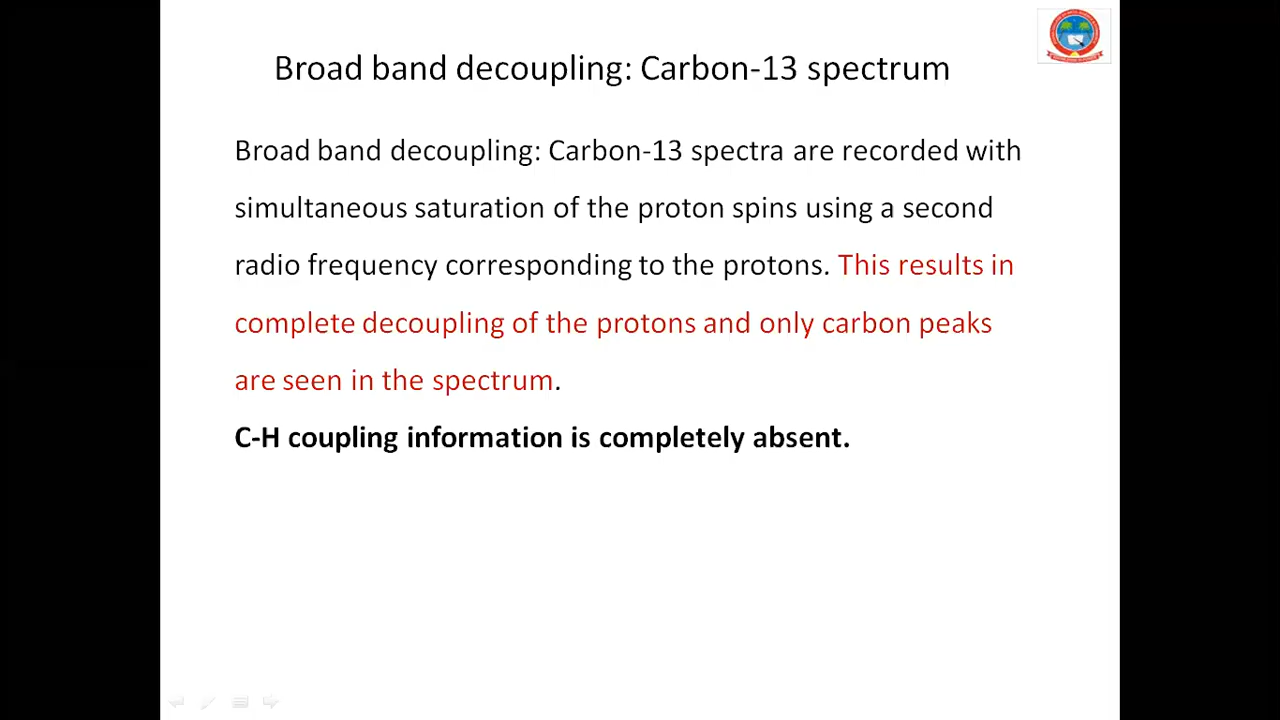 Broad band decoupling: Carbon-13 spectrum
Broad band decoupling: Carbon-13 spectra are recorded with
simultaneous saturation of the proton spins using a second
radio frequency corresponding to the protons. This results in
complete decoupling of the protons and only carbon peaks
are seen in the spectrum.
C-H coupling information is completely absent.